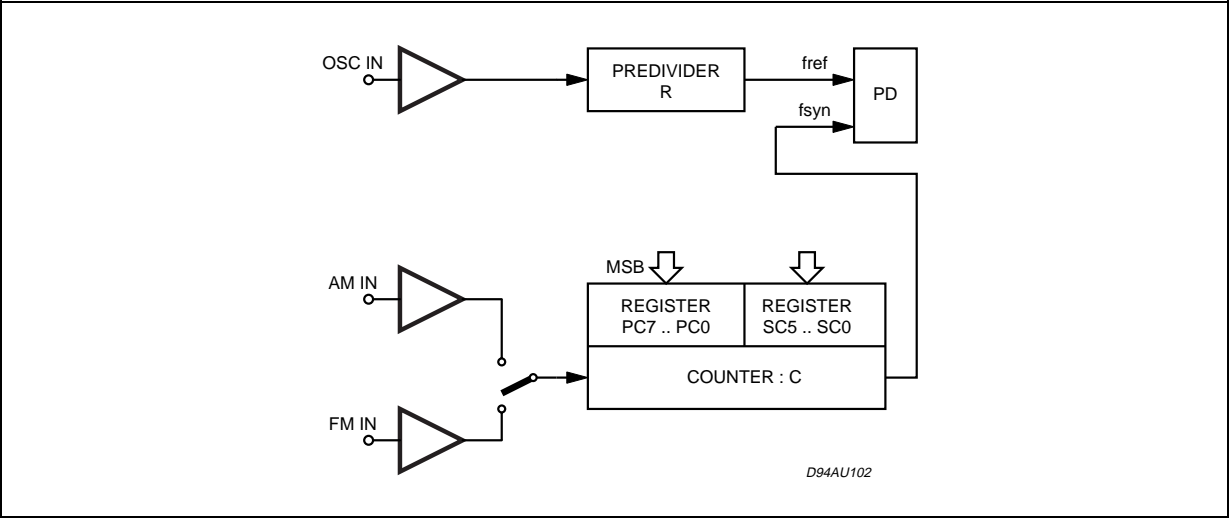 OSC IN
PREDIVIDER
R
fref
fsyn
PD
AM IN
MSB
REGISTER
PC7 .. PC0
REGISTER
SC5 .. SC0
COUNTER : C
FM IN
D94AU102